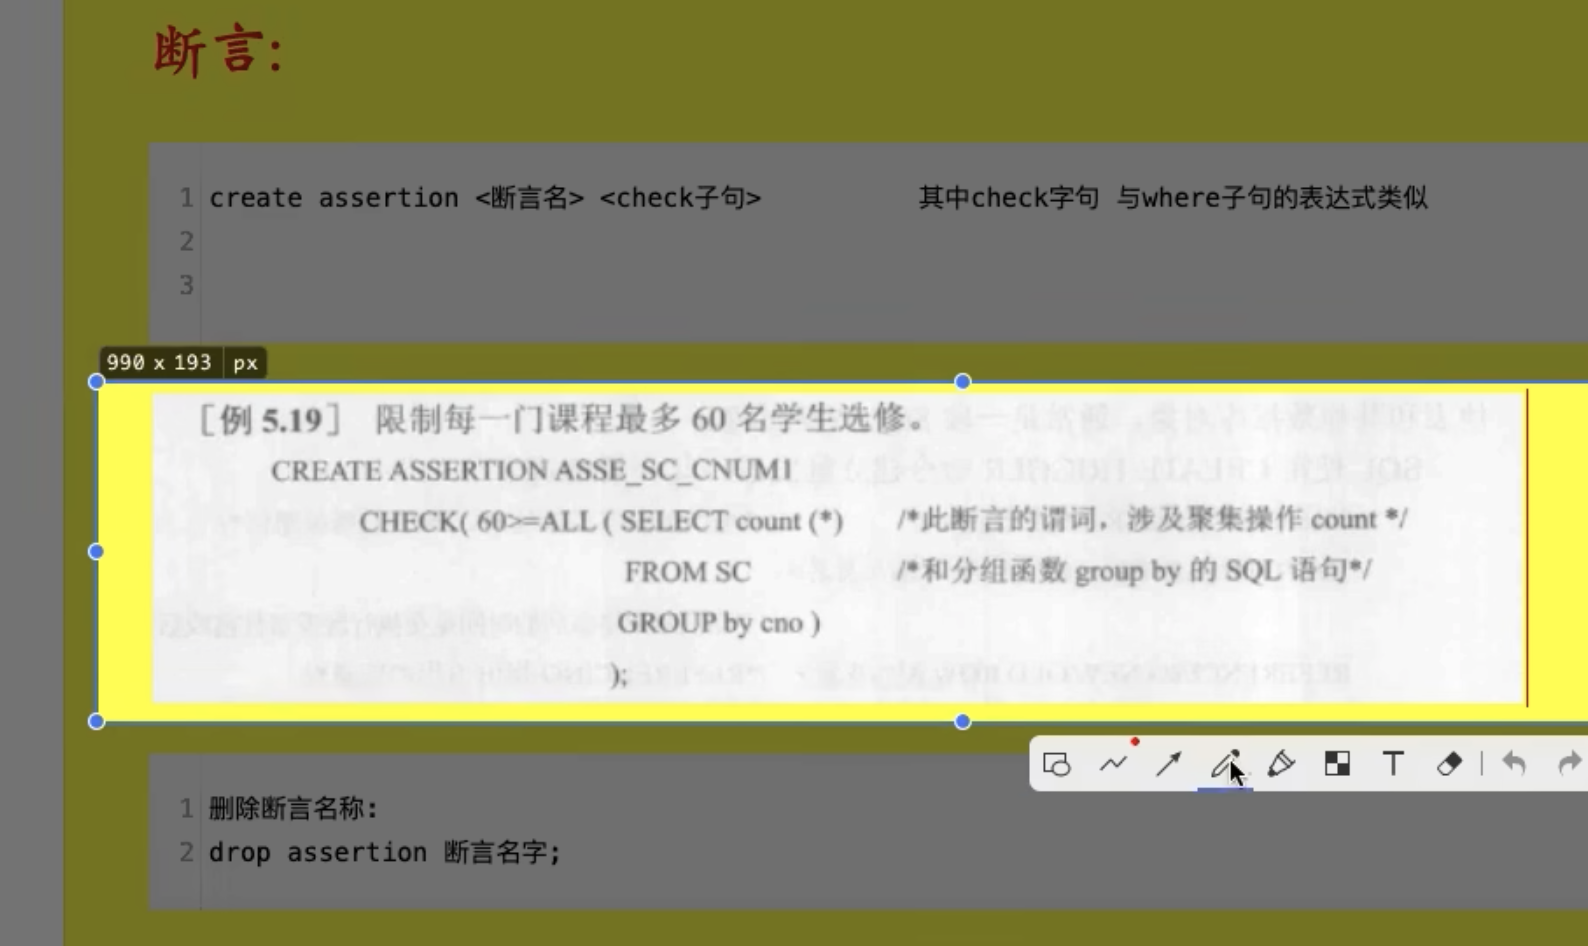 断言:
1 create assertion <断言名> <check子句> 其中check字句 与where子句的表达式类似
2
3
990 x 193 px
［例 5.19］ 限制每一门课程最多 60 名学生选修。
CREATE ASSERTION ASSE_SC_CNUM1
CHECK( 60>=ALL ( SELECT count (*) /*此断言的谓词，涉及聚集操作 count */
FROM SC /*和分组函数 group by 的 SQL 语句*/
GROUP by cno )
);
T
1 删除断言名称:
2 drop assertion 断言名字;